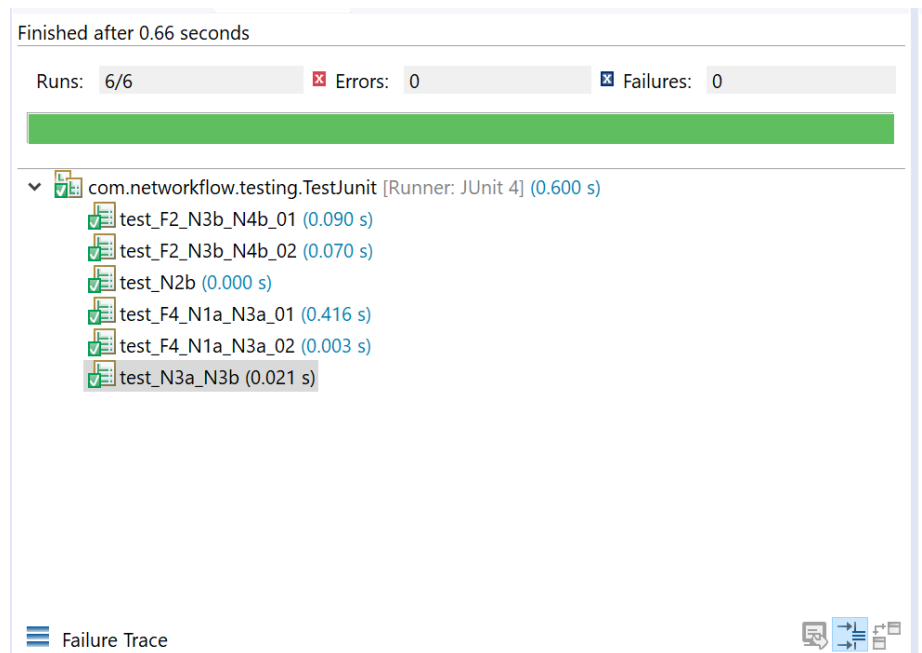 Finished after 0.66 seconds
Runs: 6/6 Errors: 0 Failures: 0
com.networkflow.testing.TestJunit [Runner: JUnit 4] (0.600 s)
test_F2_N3b_N4b_01 (0.090 s)
test_F2_N3b_N4b_02 (0.070 s)
test_N2b (0.000 s)
test_F4_N1a_N3a_01 (0.416 s)
test_F4_N1a_N3a_02 (0.003 s)
test_N3a_N3b (0.021 s)
Failure Trace